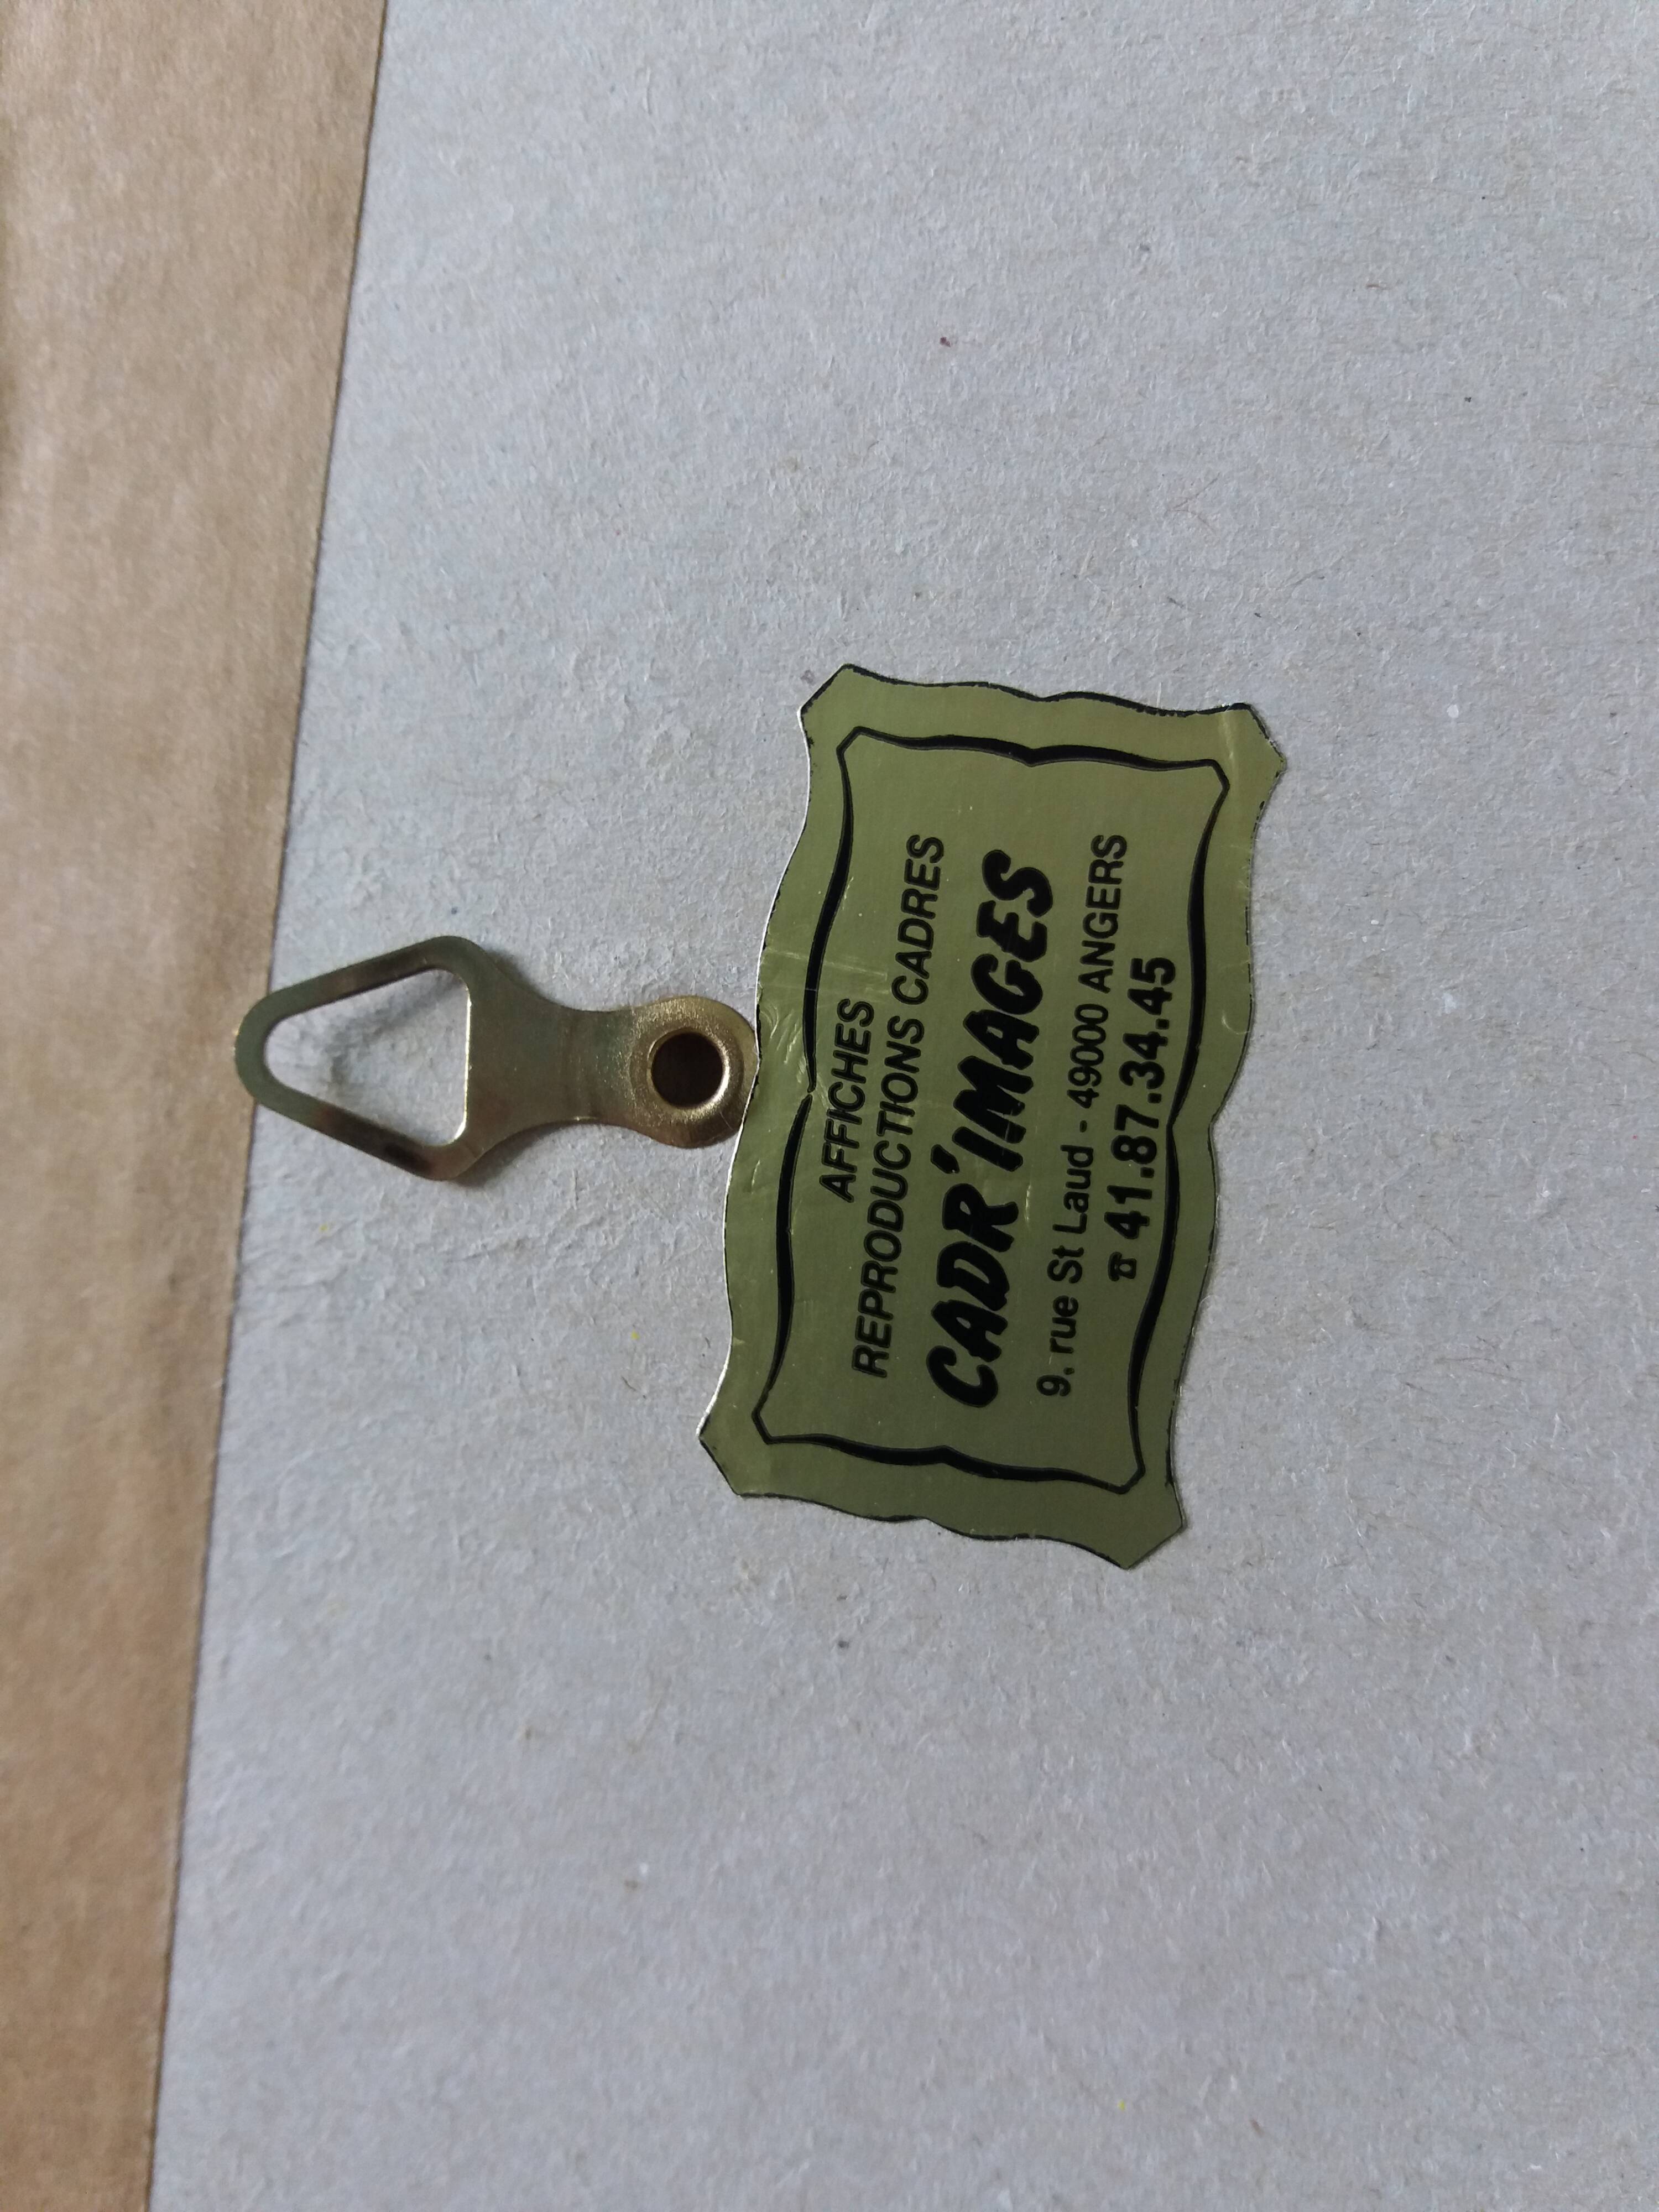 AFFICHES
REPRODUCTIONS CADRES
CADR'IMAGES
9, rue St Laud - 49000 ANGERS
☎ 41.87.34.45